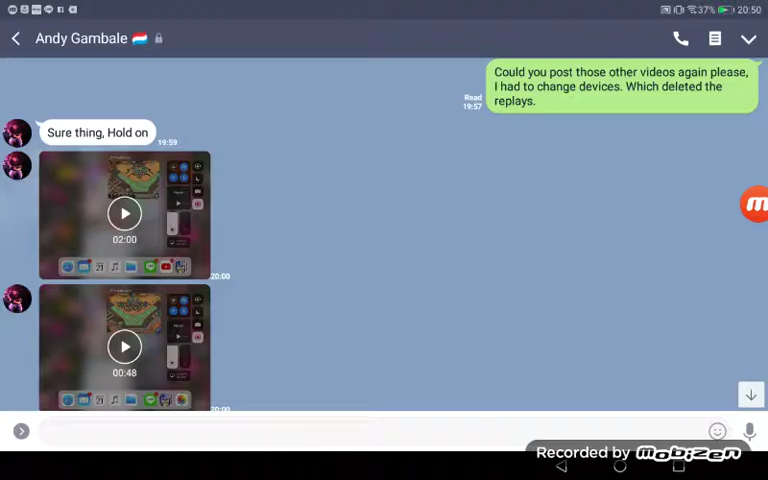 37% 20:50
Andy Gambale
Could you post those other videos again please,
I had to change devices. Which deleted the
replays.
Read
19:57
Sure thing, Hold on
19:59
02:00
20:00
00:48
20:00
Recorded by mobizen